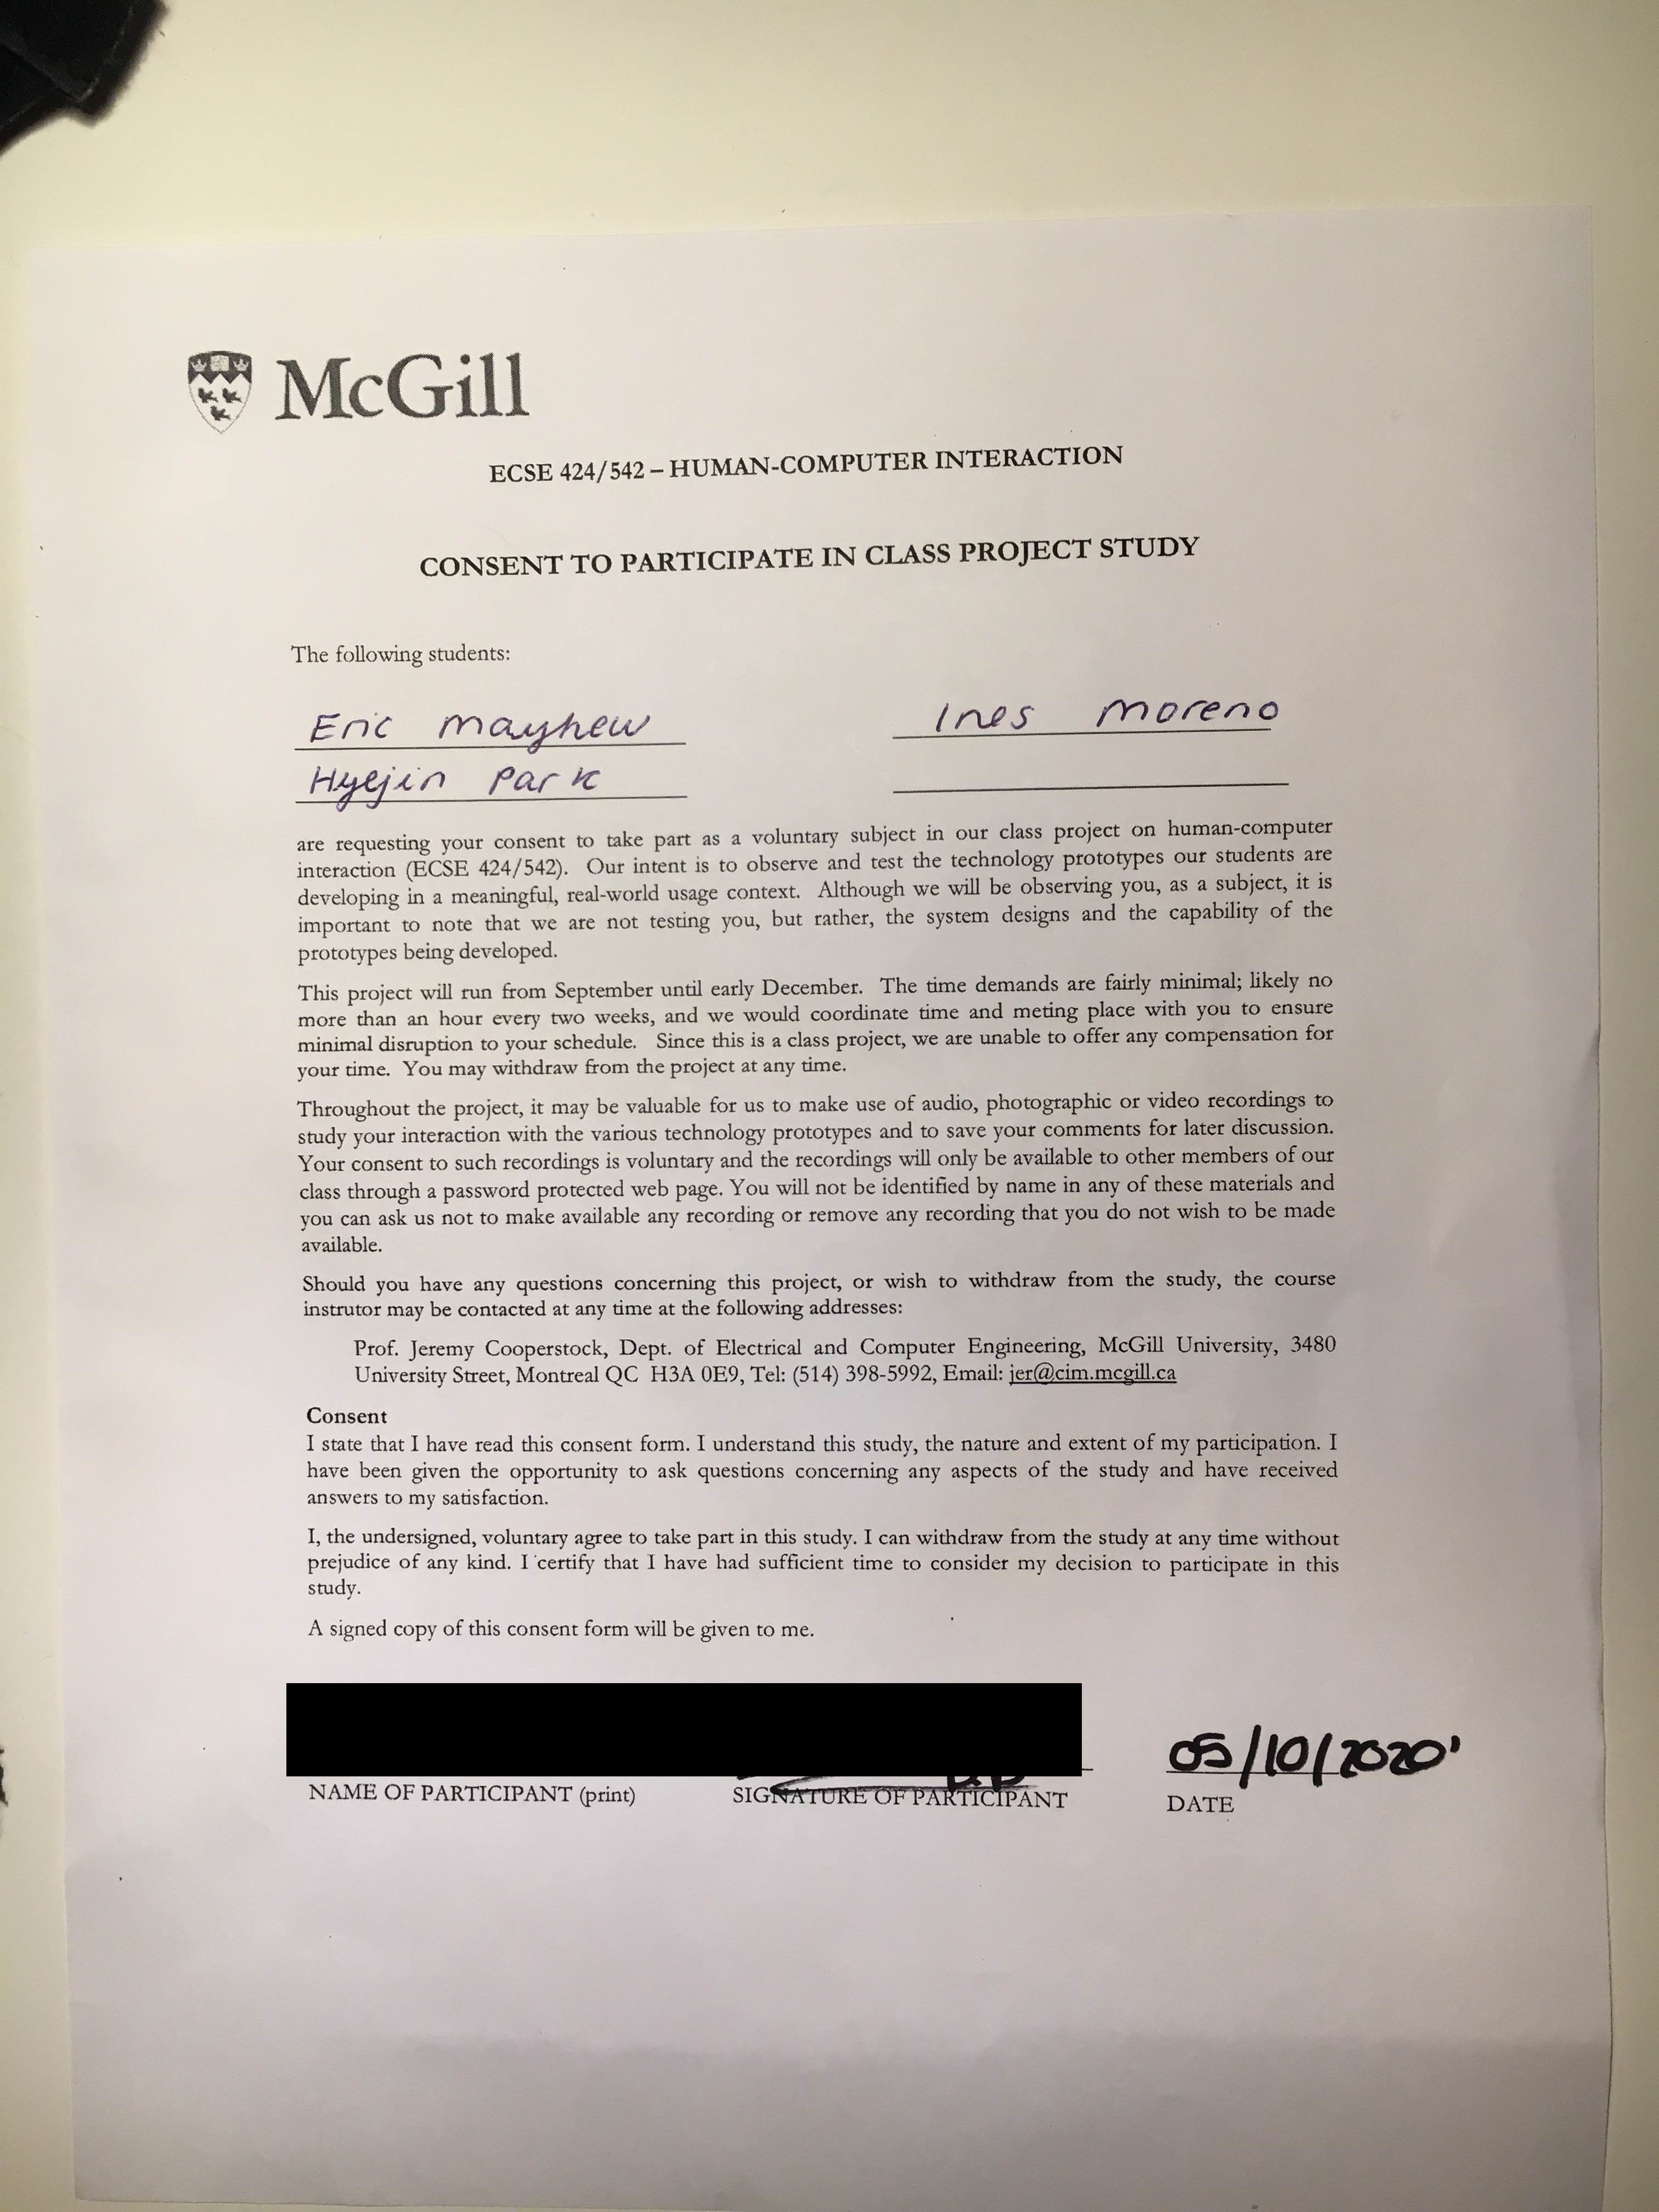 McGill
ECSE 424/542 – HUMAN-COMPUTER INTERACTION
CONSENT TO PARTICIPATE IN CLASS PROJECT STUDY
The following students:
Eric Mayhew Ines Moreno
Hyejin Park
are requesting your consent to take part as a voluntary subject in our class project on human-computer
interaction (ECSE 424/542). Our intent is to observe and test the technology prototypes our students are
developing in a meaningful, real-world usage context. Although we will be observing you, as a subject, it is
important to note that we are not testing you, but rather, the system designs and the capability of the
prototypes being developed.
This project will run from September until early December. The time demands are fairly minimal; likely no
more than an hour every two weeks, and we would coordinate time and meting place with you to ensure
minimal disruption to your schedule. Since this is a class project, we are unable to offer any compensation for
your time. You may withdraw from the project at any time.
Throughout the project, it may be valuable for us to make use of audio, photographic or video recordings to
study your interaction with the various technology prototypes and to save your comments for later discussion.
Your consent to such recordings is voluntary and the recordings will only be available to other members of our
class through a password protected web page. You will not be identified by name in any of these materials and
you can ask us not to make available any recording or remove any recording that you do not wish to be made
available.
Should you have any questions concerning this project, or wish to withdraw from the study, the course
instrutor may be contacted at any time at the following addresses:
Prof. Jeremy Cooperstock, Dept. of Electrical and Computer Engineering, McGill University, 3480
University Street, Montreal QC H3A 0E9, Tel: (514) 398-5992, Email: jer@cim.mcgill.ca
Consent
I state that I have read this consent form. I understand this study, the nature and extent of my participation. I
have been given the opportunity to ask questions concerning any aspects of the study and have received
answers to my satisfaction.
I, the undersigned, voluntary agree to take part in this study. I can withdraw from the study at any time without
prejudice of any kind. I certify that I have had sufficient time to consider my decision to participate in this
study.
A signed copy of this consent form will be given to me.
05/10/2020
NAME OF PARTICIPANT (print) SIGNATURE OF PARTICIPANT DATE